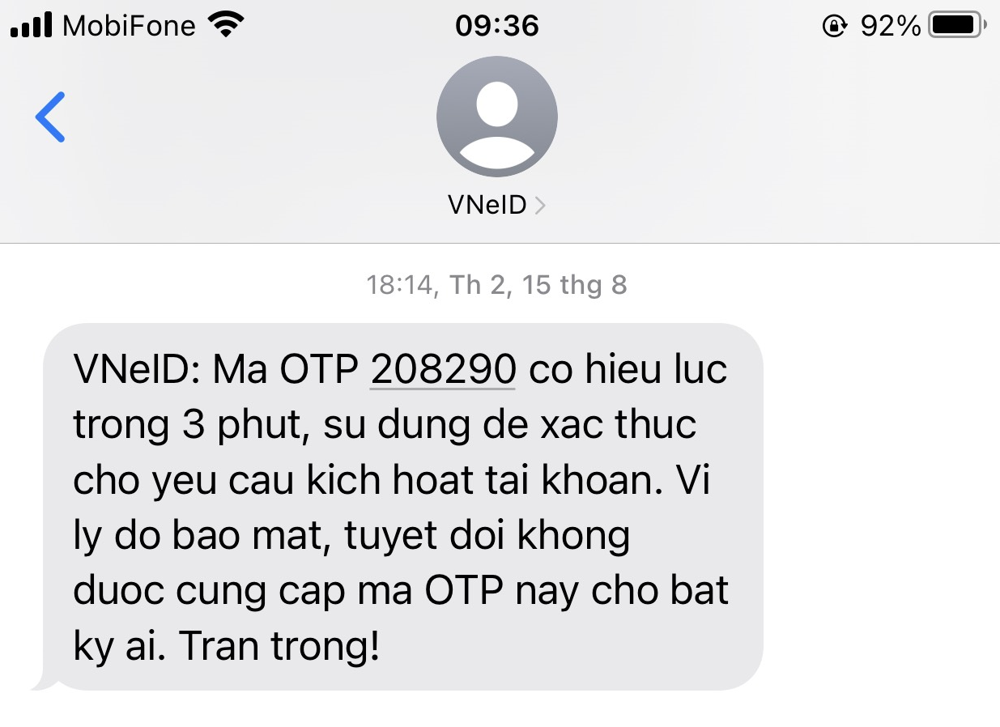 MobiFone 09:36 92%
VNeID
18:14, Th 2, 15 thg 8
VNeID: Ma OTP 208290 co hieu luc
trong 3 phut, su dung de xac thuc
cho yeu cau kich hoat tai khoan. Vi
ly do bao mat, tuyet doi khong
duoc cung cap ma OTP nay cho bat
ky ai. Tran trong!